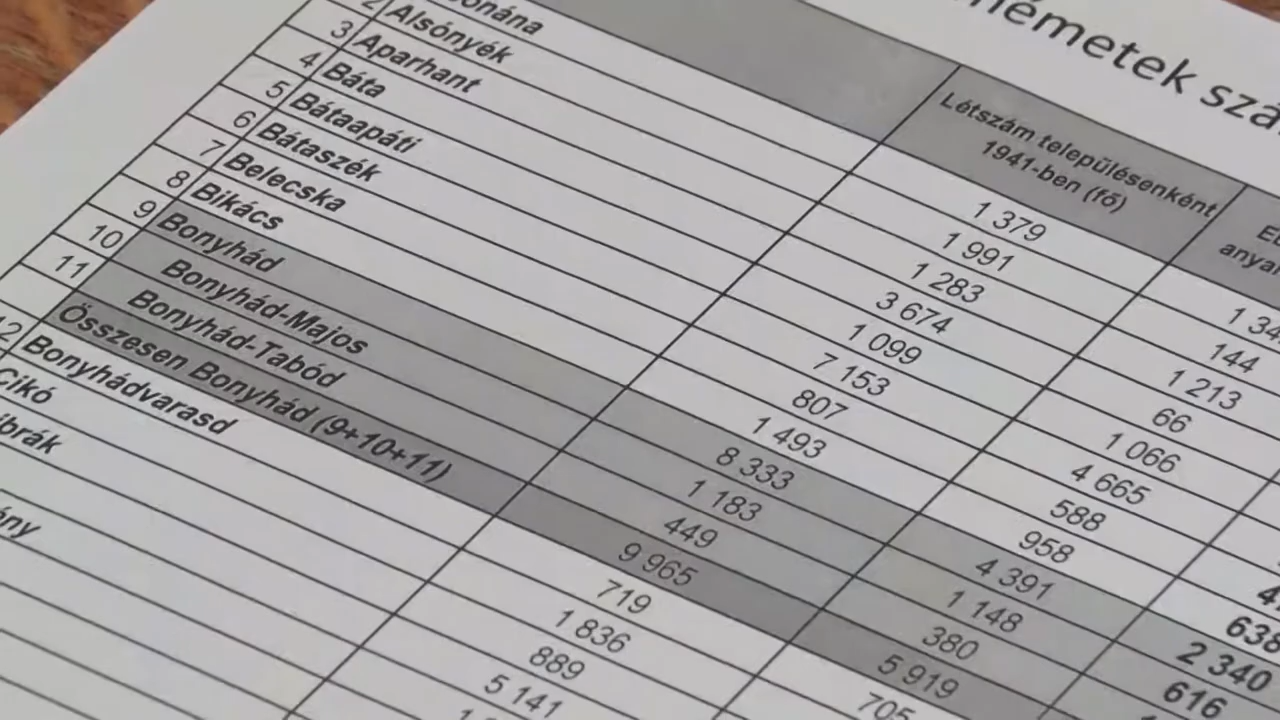 németek szá
Létszám településenként
1941-ben (fő)
1 379
2 Alsónyék 1 991 144
3 Aparhant 1 283 1 213
4 Báta 3 674 66
5 Bátaapáti 1 099 1 066
6 Bátaszék 7 153 4 665
7 Belecska 807 588
8 Bikács 1 493 958 638
9 Bonyhád 8 333 4 391 2 340
10 Bonyhád-Majos 1 183 1 148 616
11 Bonyhád-Tabód 449 380
Összesen Bonyhád (9+10+11) 9 965 5 919
12 Bonyhádvarasd 719 705
Cikó 1 836
889
5 141